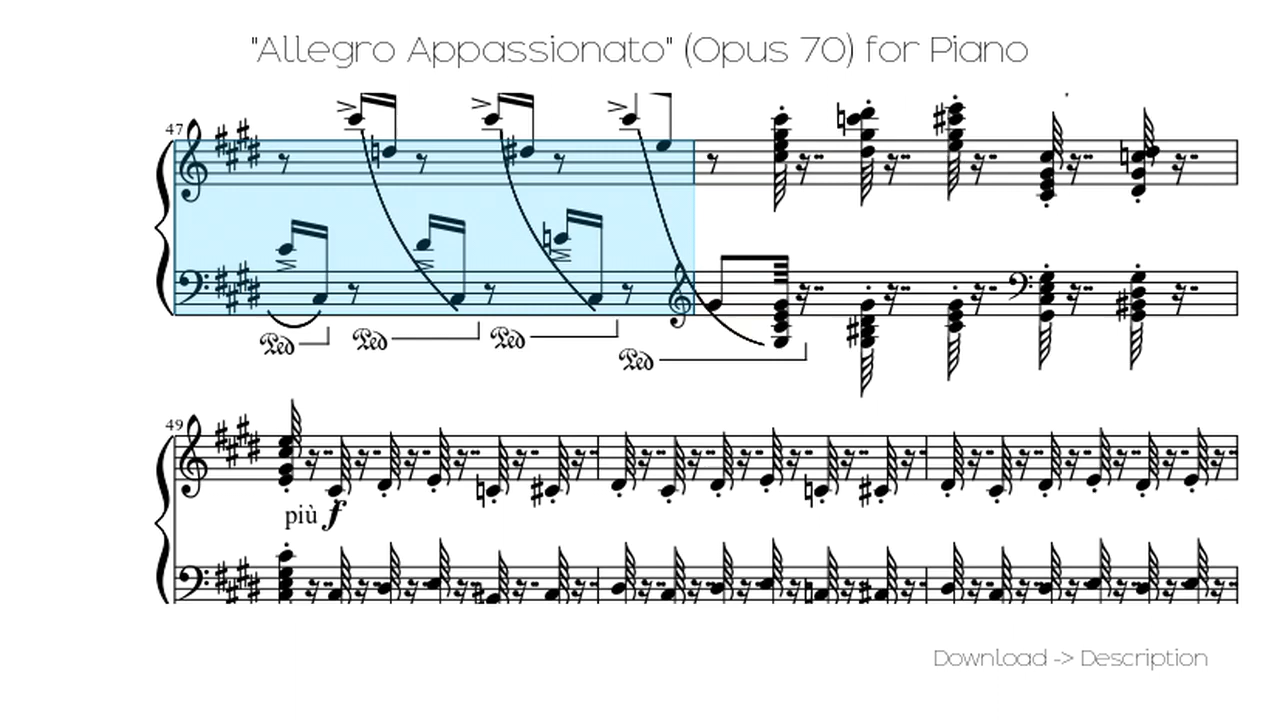 "Allegro Appassionato" (Opus 70) for Piano
47
Ped Ped Ped
Ped
49
più f
Download -> Description